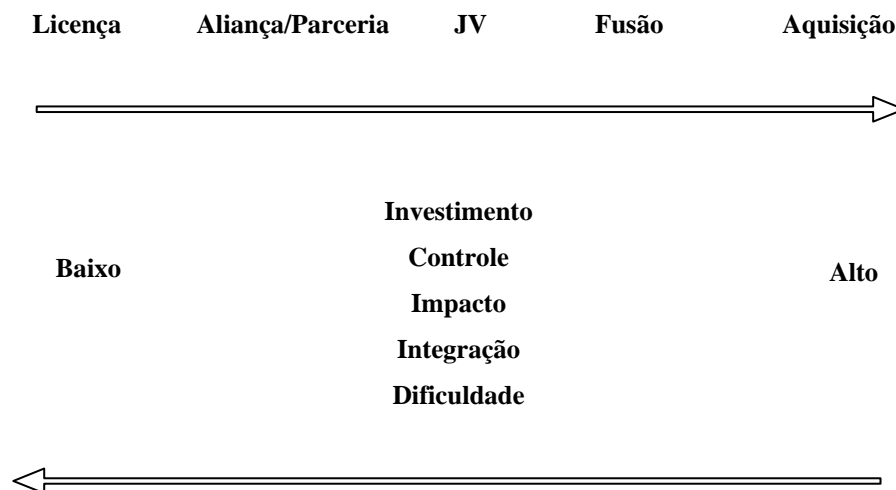 Licença Aliança/Parceria JV Fusão Aquisição
Investimento
Controle
Baixo Alto
Impacto
Integração
Dificuldade